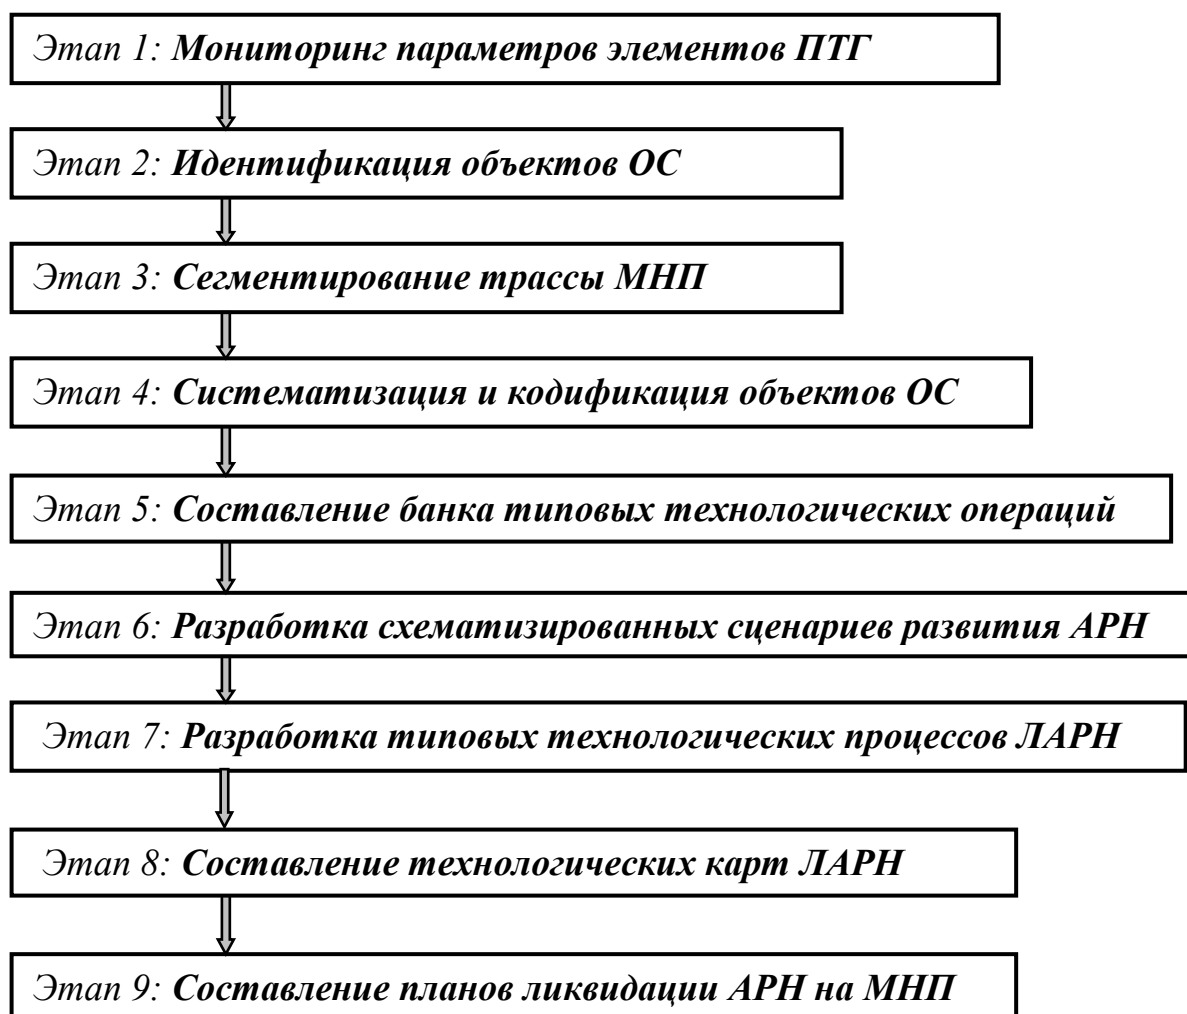 Этап 1: Мониторинг параметров элементов ПТГ
Этап 2: Идентификация объектов ОС
Этап 3: Сегментирование трассы МНП
Этап 4: Систематизация и кодификация объектов ОС
Этап 5: Составление банка типовых технологических операций
Этап 6: Разработка схематизированных сценариев развития АРН
Этап 7: Разработка типовых технологических процессов ЛАРН
Этап 8: Составление технологических карт ЛАРН
Этап 9: Составление планов ликвидации АРН на МНП